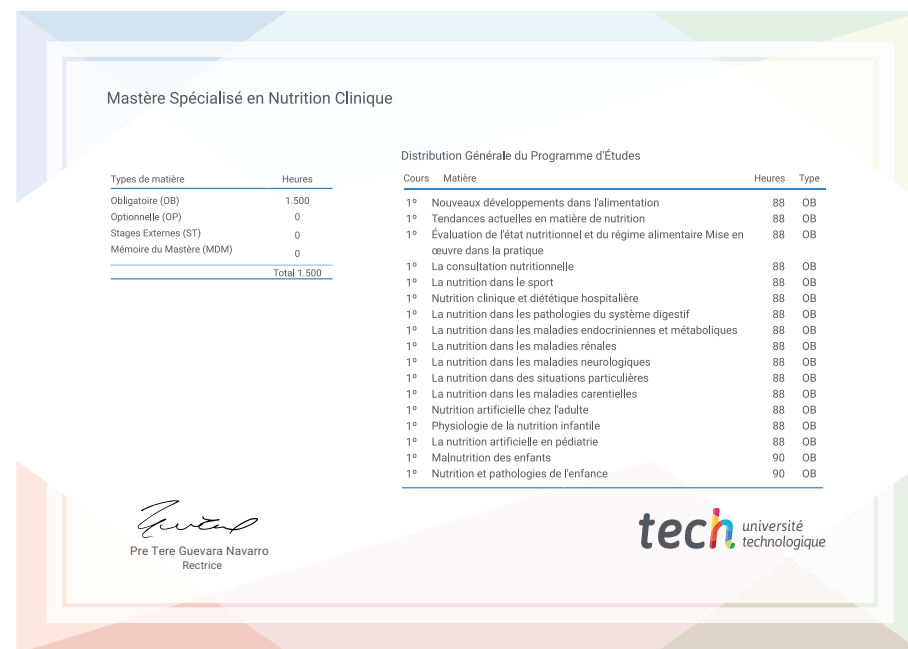 Mastère Spécialisé en Nutrition Clinique
Types de matière Heures
Obligatoire (OB) 1.500
Optionnelle (OP) 0
Stages Externes (ST) 0
Mémoire du Mastère (MDM) 0
Total 1.500
Distribution Générale du Programme d'Études
Cours Matière Heures Type
1º Nouveaux développements dans l'alimentation 88 OB
1º Tendances actuelles en matière de nutrition 88 OB
1º Évaluation de l'état nutritionnel et du régime alimentaire Mise en 88 OB
œuvre dans la pratique
1º La consultation nutritionnelle 88 OB
1º La nutrition dans le sport 88 OB
1º Nutrition clinique et diététique hospitalière 88 OB
1º La nutrition dans les pathologies du système digestif 88 OB
1º La nutrition dans les maladies endocriniennes et métaboliques 88 OB
1º La nutrition dans les maladies rénales 88 OB
1º La nutrition dans les maladies neurologiques 88 OB
1º La nutrition dans des situations particulières 88 OB
1º La nutrition dans les maladies carentielles 88 OB
1º Nutrition artificielle chez l'adulte 88 OB
1º Physiologie de la nutrition infantile 88 OB
1º La nutrition artificielle en pédiatrie 88 OB
1º Malnutrition des enfants 90 OB
1º Nutrition et pathologies de l'enfance 90 OB
Pre Tere Guevara Navarro
Rectrice
tech université
technologique